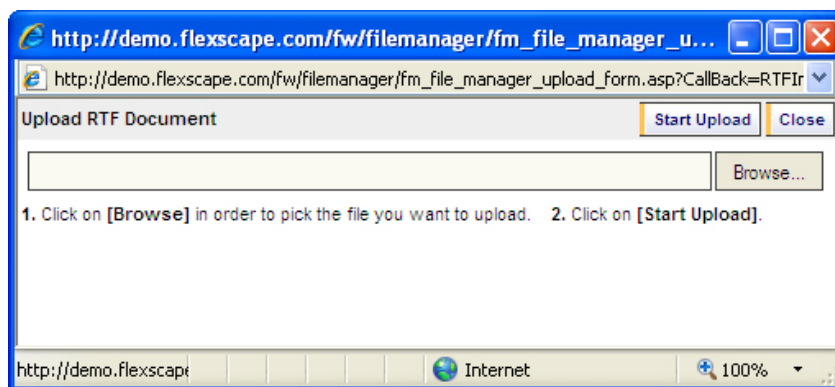 http://demo.flexscape.com/fw/filemanager/fm_file_manager_u...
http://demo.flexscape.com/fw/filemanager/fm_file_manager_upload_form.asp?CallBack=RTFIr
Upload RTF Document Start Upload Close
Browse...
1. Click on [Browse] in order to pick the file you want to upload. 2. Click on [Start Upload].
http://demo.flexscape Internet 100%